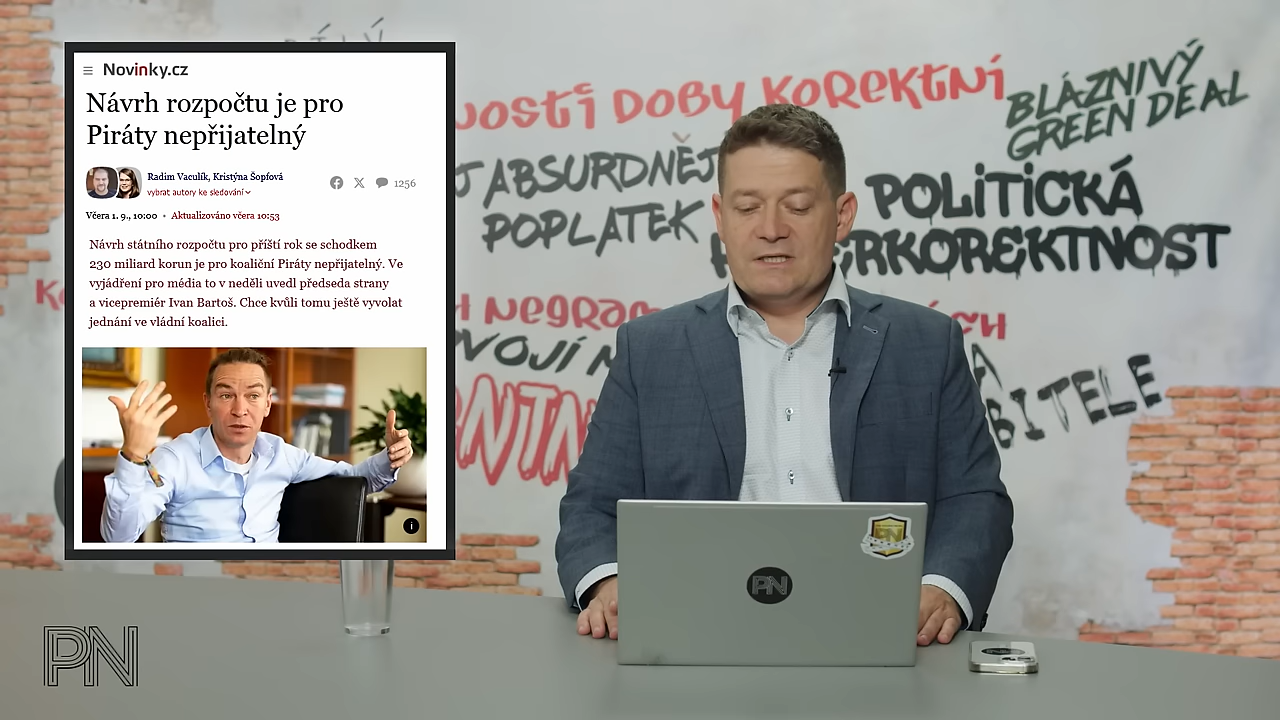 Novinky.cz
Návrh rozpočtu je pro
Piráty nepřijatelný
Radim Vaculík, Kristýna Šopfová
vybrat autory ke sledování
1256
Včera 1. 9., 10:00 • Aktualizováno včera 10:53
Návrh státního rozpočtu pro příští rok se schodkem
230 miliard korun je pro koaliční Piráty nepřijatelný. Ve
vyjádření pro média to v neděli uvedl předseda strany
a vicepremiér Ivan Bartoš. Chce kvůli tomu ještě vyvolat
jednání ve vládní koalici.
DOBY KOREKTNÍ
BLÁZNIVÝ
GREEN DEAL
ABSURDNĚJ
POPLATEK
POLITICKÁ
ERKOREKTNOST
PN
PN
PN